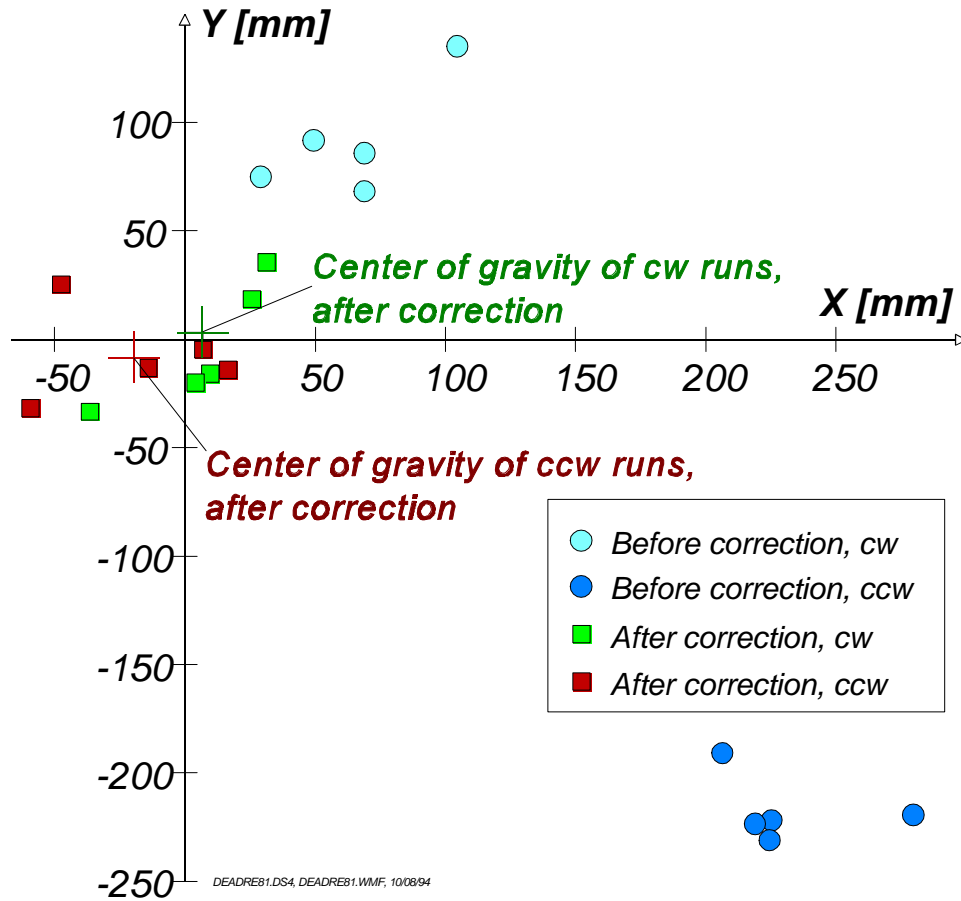 Y [mm]
100
50
Center of gravity of cw runs,
after correction
X [mm]
-50
50
100
150
200
250
-50
Center of gravity of ccw runs,
after correction
-100
Before correction, cw
Before correction, ccw
After correction, cw
After correction, ccw
-150
-200
-250
DEADRE81.DS4, DEADRE81.WMF, 10/08/94